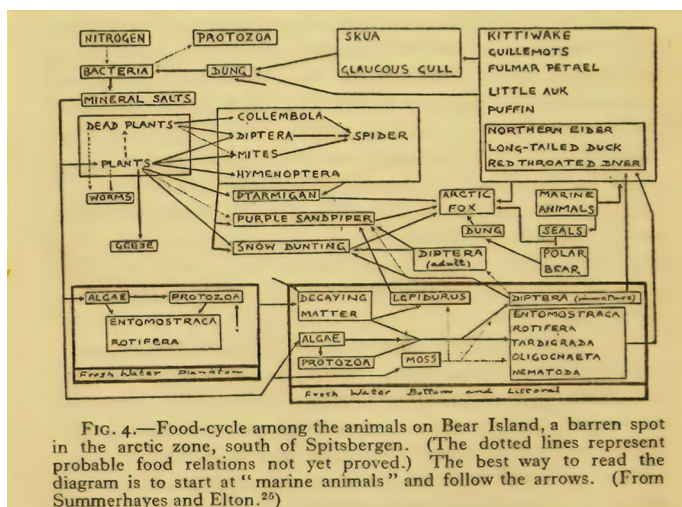 NITROGEN
PROTOZOA
SKUA
GLAUCOUS GULL
KITTIWAKE
GUILLEMOTS
FULMAR PETREL
LITTLE AUK
PUFFIN
NORTHERN EIDER
LONG-TAILED DUCK
RED THROATED DIVER
BACTERIA
DUNG
MINERAL SALTS
DEAD PLANTS
PLANTS
COLLEMBOLA
DIPTERA
MITES
HYMENOPTERA
SPIDER
WORMS
GEESE
PTARMIGAN
PURPLE SANDPIPER
SNOW BUNTING
ARCTIC
FOX
MARINE
ANIMALS
DUNG
SEALS
POLAR
BEAR
DIPTERA
(adult)
ALGAE
PROTOZOA
ENTOMOSTRACA
ROTIFERA
Fresh Water Plankton
DECAYING
MATTER
LEPIDURUS
DIPTERA (immature)
ALGAE
PROTOZOA
MOSS
ENTOMOSTRACA
ROTIFERA
TARDIGRADA
OLIGOCHAETA
NEMATODA
Fresh Water Bottom and Littoral
FIG. 4.—Food-cycle among the animals on Bear Island, a barren spot
in the arctic zone, south of Spitsbergen. (The dotted lines represent
probable food relations not yet proved.) The best way to read the
diagram is to start at "marine animals" and follow the arrows. (From
Summerhayes and Elton.²⁵)